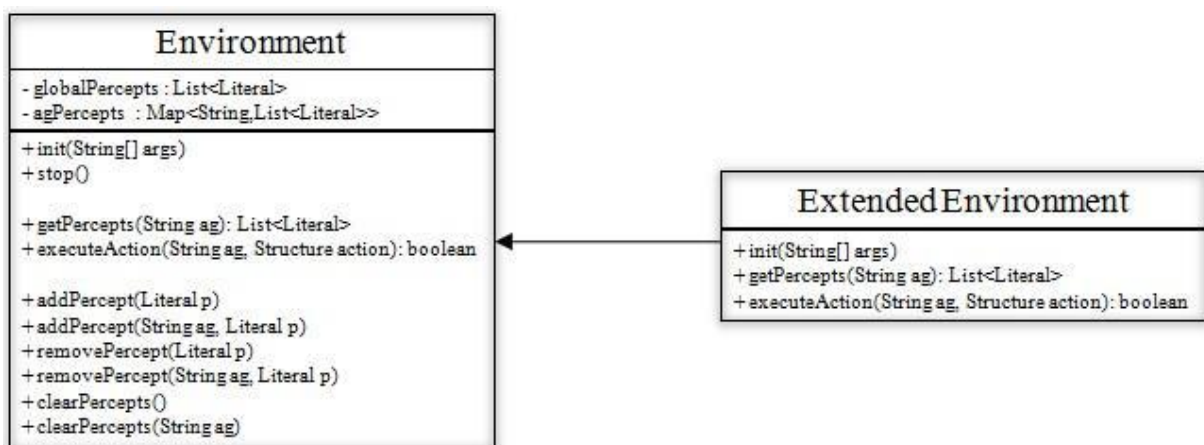 Environment
- globalPercepts : List<Literal>
- agPercepts : Map<String,List<Literal>>
+init(String[] args)
+stop()
+getPercepts(String ag): List<Literal>
+executeAction(String ag, Structure action): boolean
+addPercept(Literal p)
+addPercept(String ag, Literal p)
+removePercept(Literal p)
+removePercept(String ag, Literal p)
+clearPercepts()
+clearPercepts(String ag)
Extended Environment
+init(String[] args)
+getPercepts(String ag): List<Literal>
+executeAction(String ag, Structure action): boolean